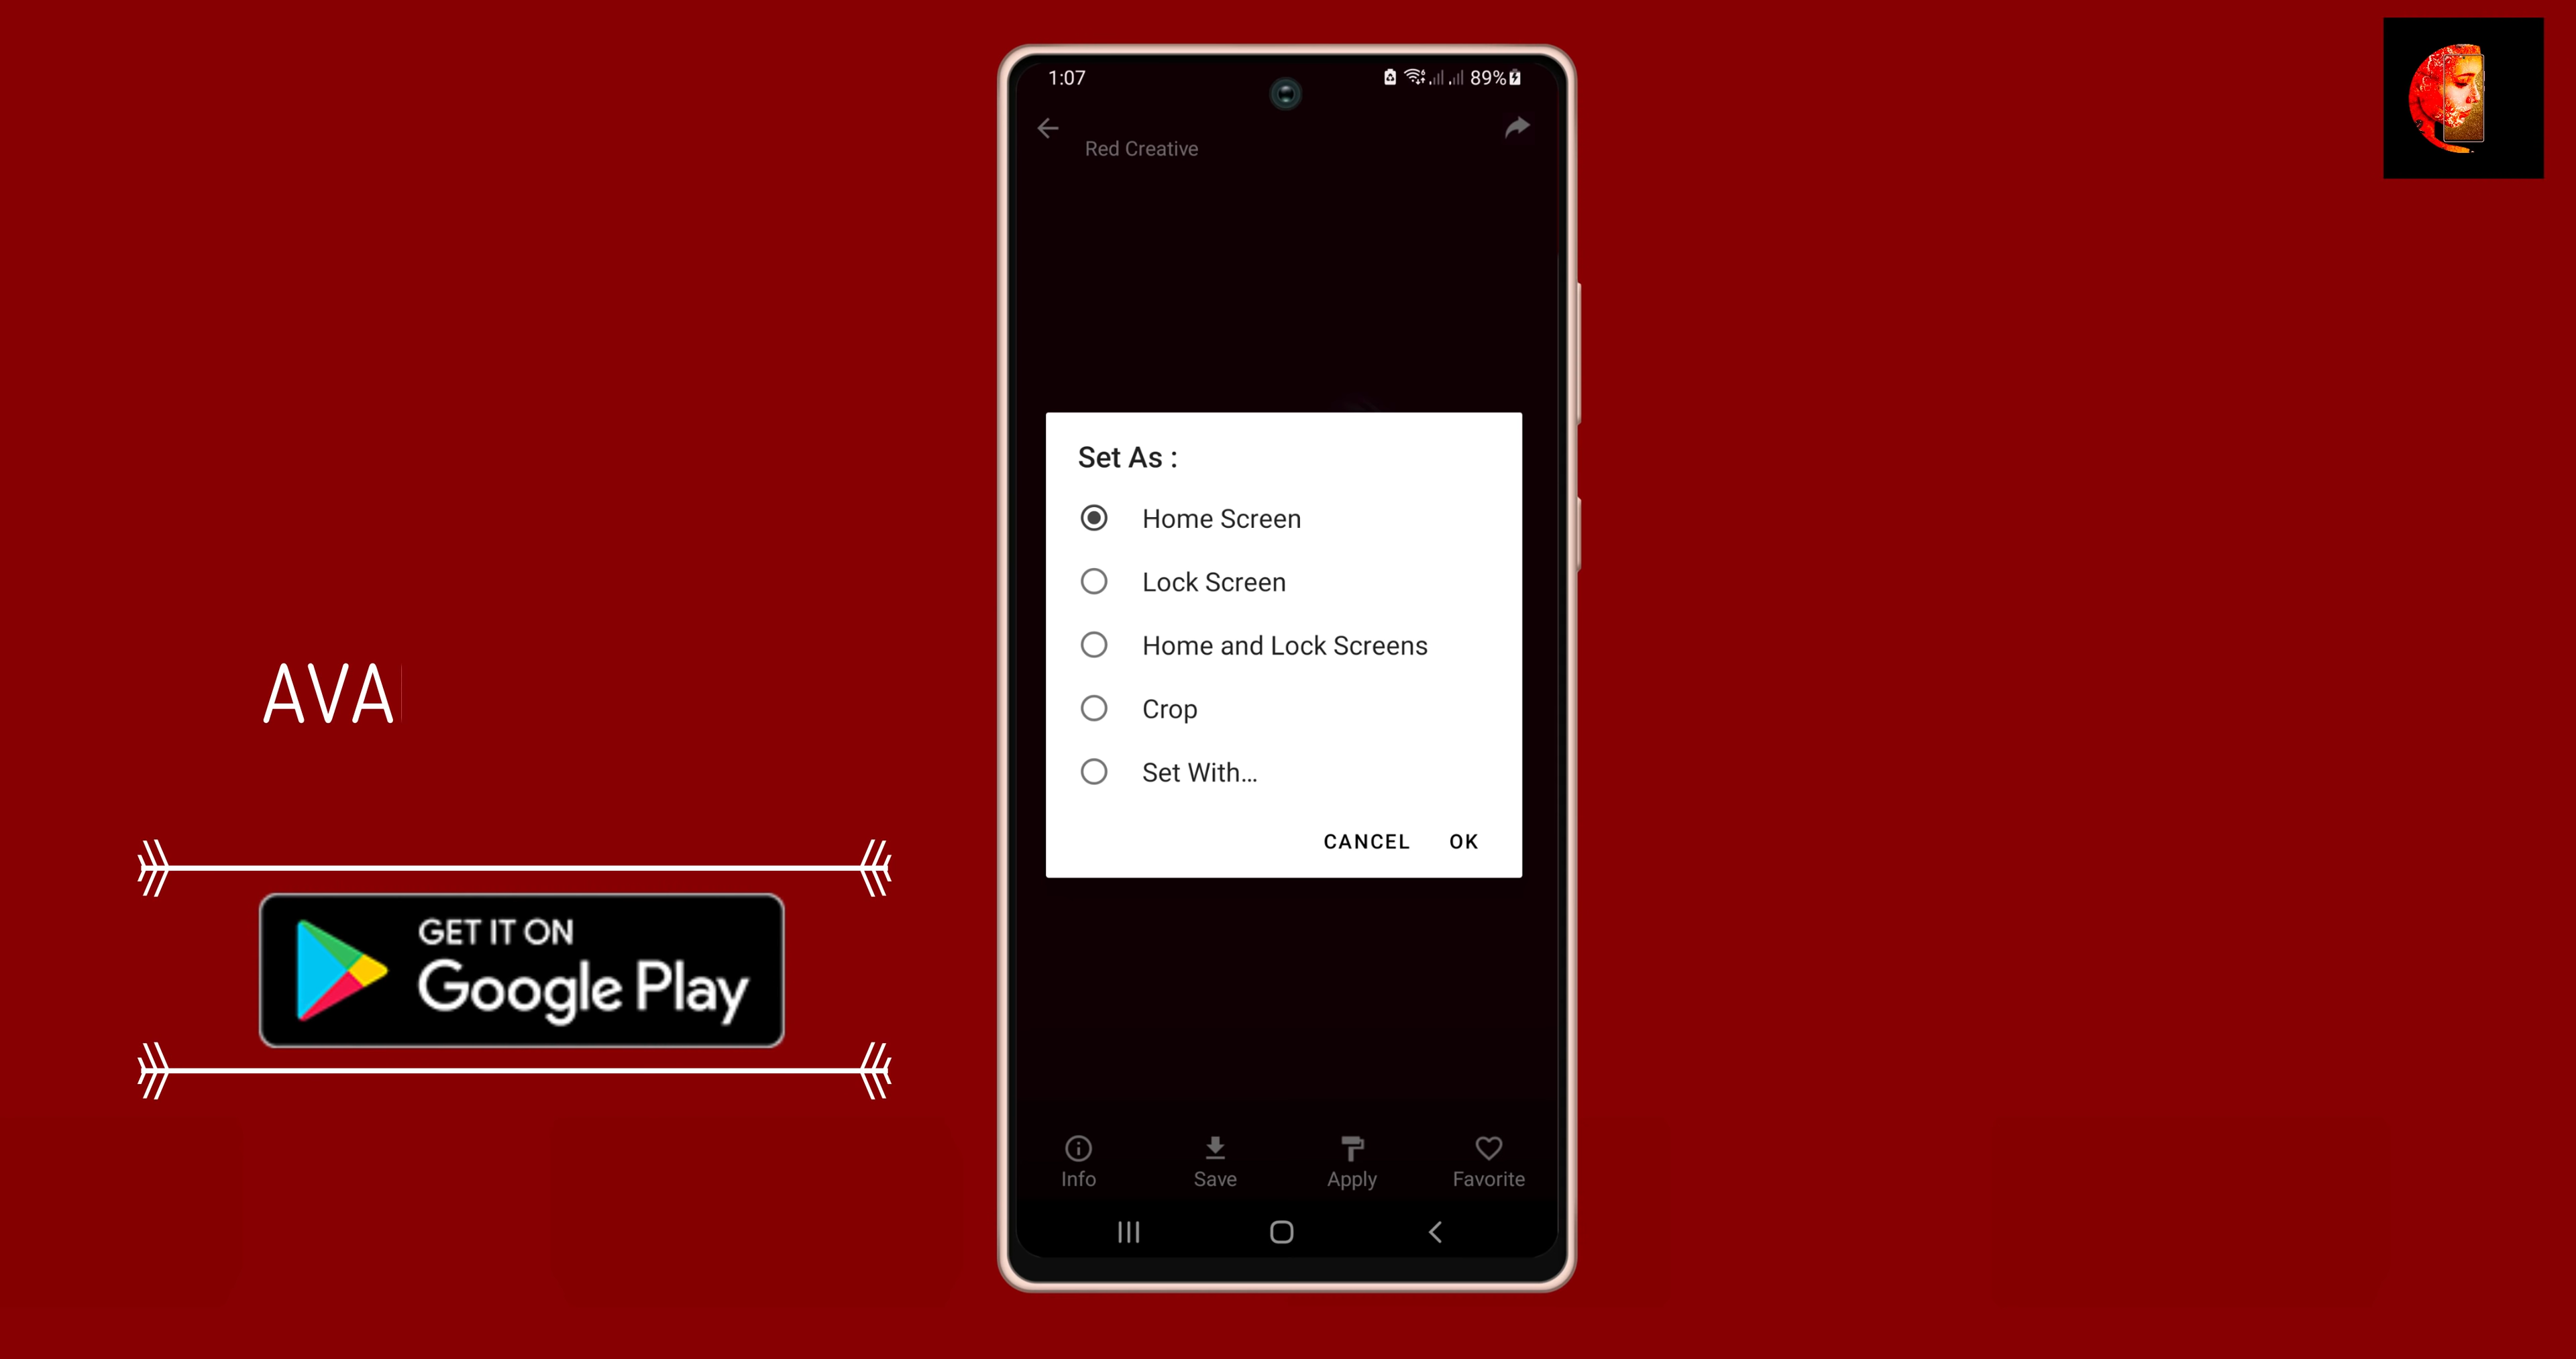 1:07
89%
Red Creative
Set As :
Home Screen
Lock Screen
Home and Lock Screens
Crop
Set With...
CANCEL OK
Info Save Apply Favorite
AVA
GET IT ON
Google Play